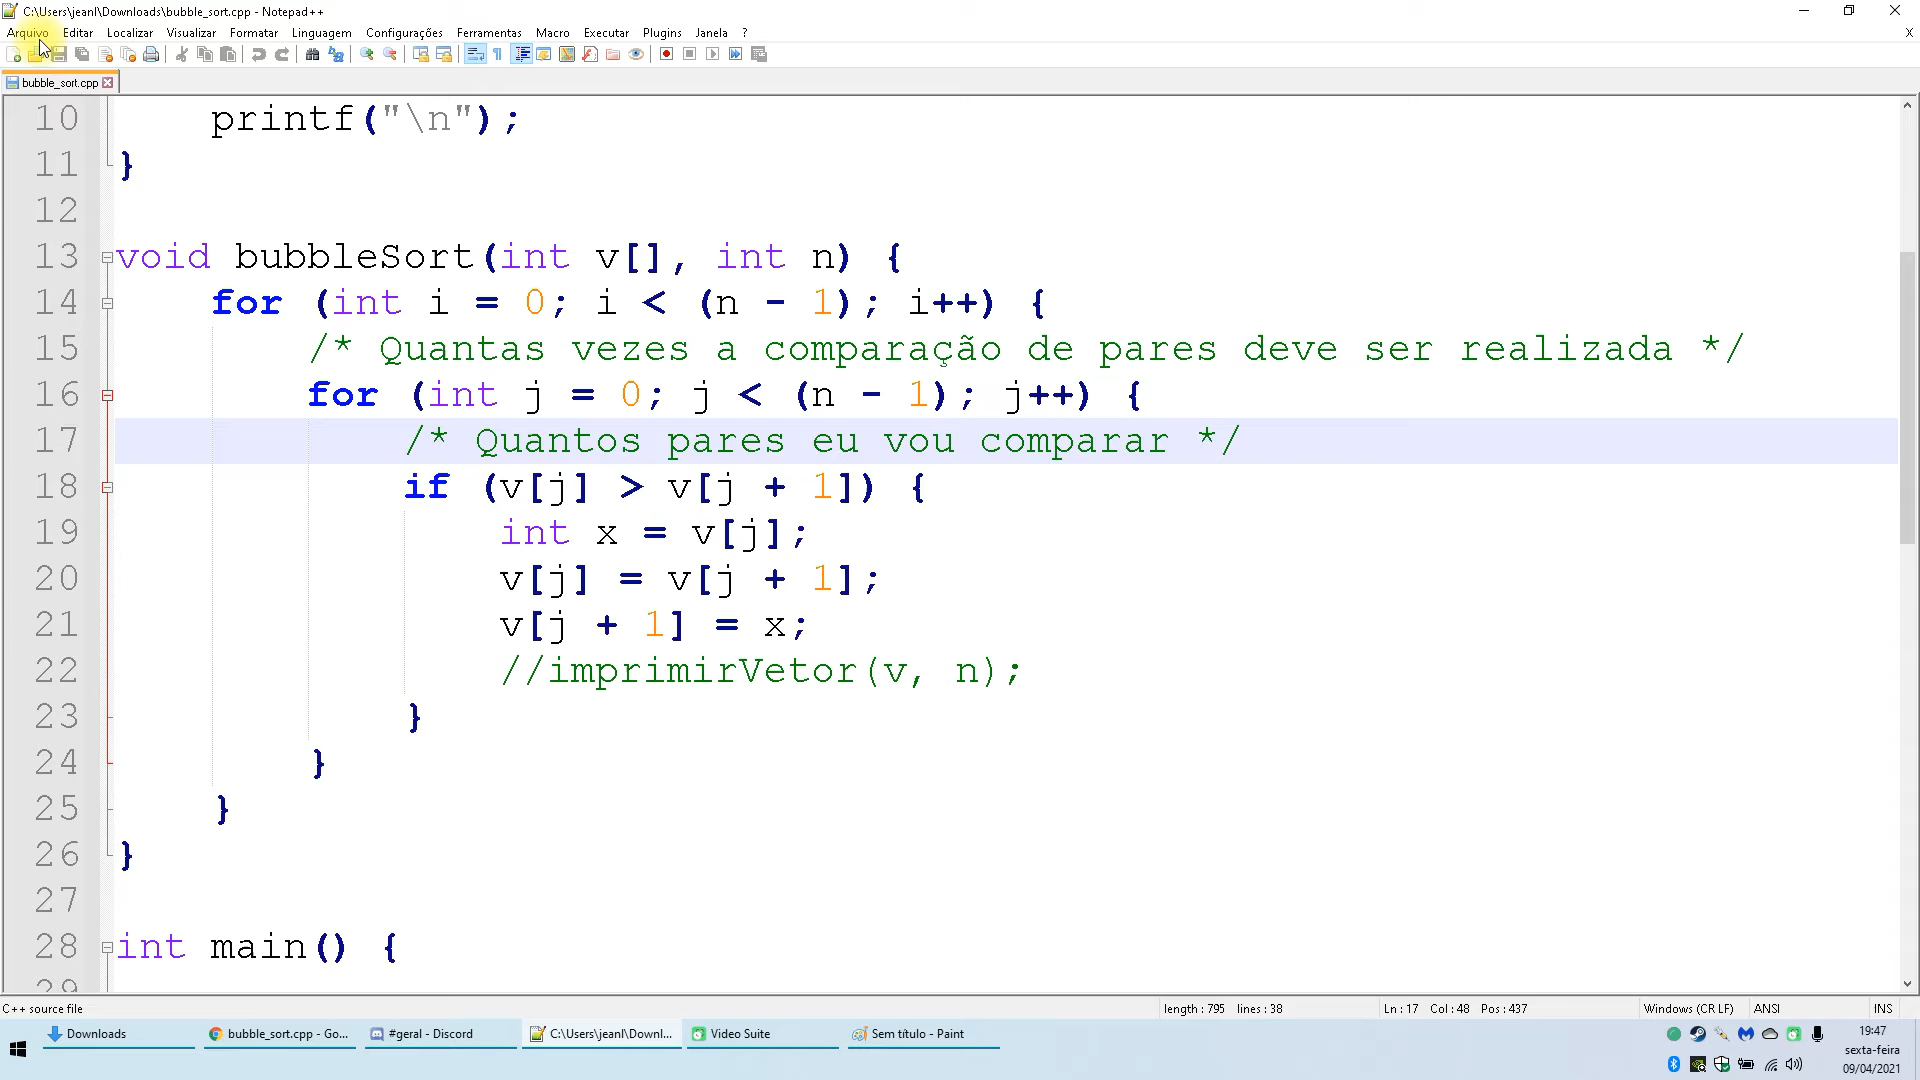 C:\Users\jeanl\Downloads\bubble_sort.cpp - Notepad++
Arquivo Editar Localizar Visualizar Formatar Linguagem Configurações Ferramentas Macro Executar Plugins Janela ? X
bubble_sort.cpp
10 printf("\n");
11 }
12
13 void bubbleSort(int v[], int n) {
14 for (int i = 0; i < (n - 1); i++) {
15 /* Quantas vezes a comparação de pares deve ser realizada */
16 for (int j = 0; j < (n - 1); j++) {
17 /* Quantos pares eu vou comparar */
18 if (v[j] > v[j + 1]) {
19 int x = v[j];
20 v[j] = v[j + 1];
21 v[j + 1] = x;
22 //imprimirVetor(v, n);
23 }
24 }
25 }
26 }
27
28 int main() {
29
C++ source file length : 795 lines : 38 Ln : 17 Col : 48 Pos : 437 Windows (CR LF) ANSI INS
Downloads bubble_sort.cpp - Go... #geral - Discord C:\Users\jeanl\Downl... Video Suite Sem título - Paint
19:47
sexta-feira
09/04/2021